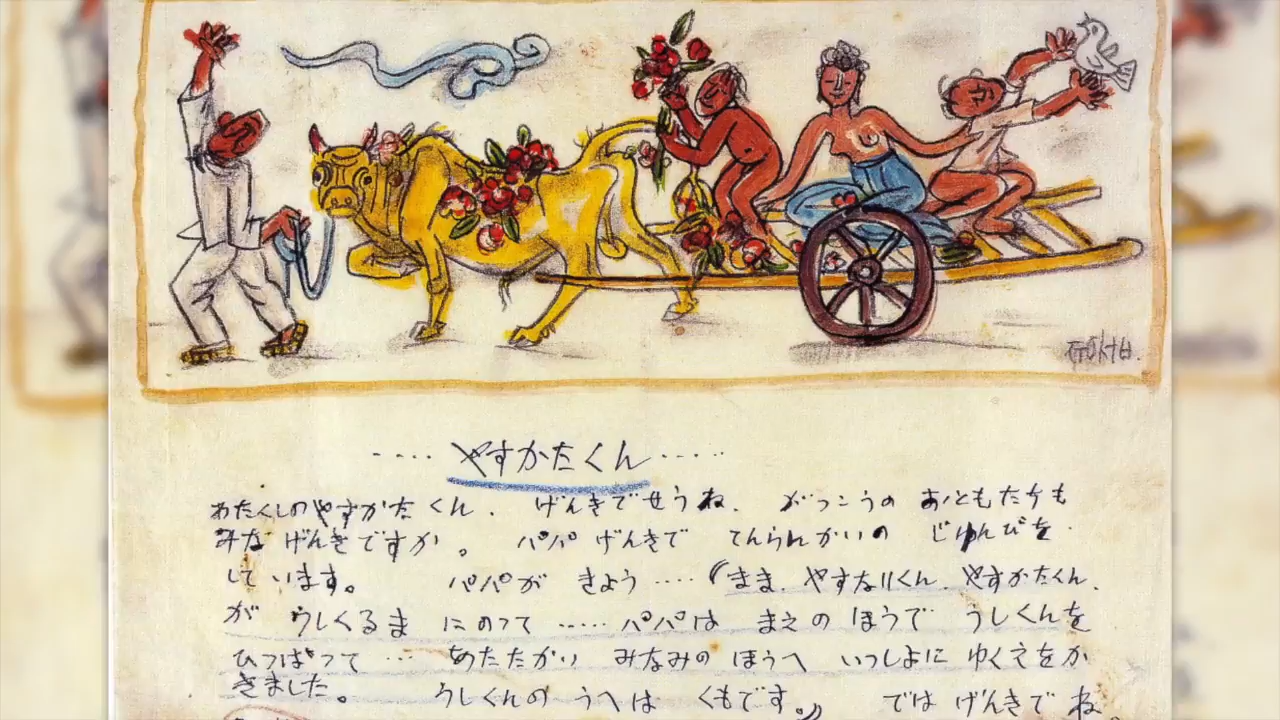 ‥‥やすかたくん‥‥‥
わたくしのやすかたくん、げんきでせうね、がっこうのおともたちも
みなげんきですか。パパげんきでてんらんかいのじゅんびを
しています。パパがきょう‥‥(まま、やすなりくん、やすかたくん、
がうしくるまにのって‥‥‥パパはまえのほうでうしくんを
ひっぱって‥‥あたたかいみなみのほうへいっしょにゆくえをか
きました。うしくんのうへはくもです。)ではげんきでね。